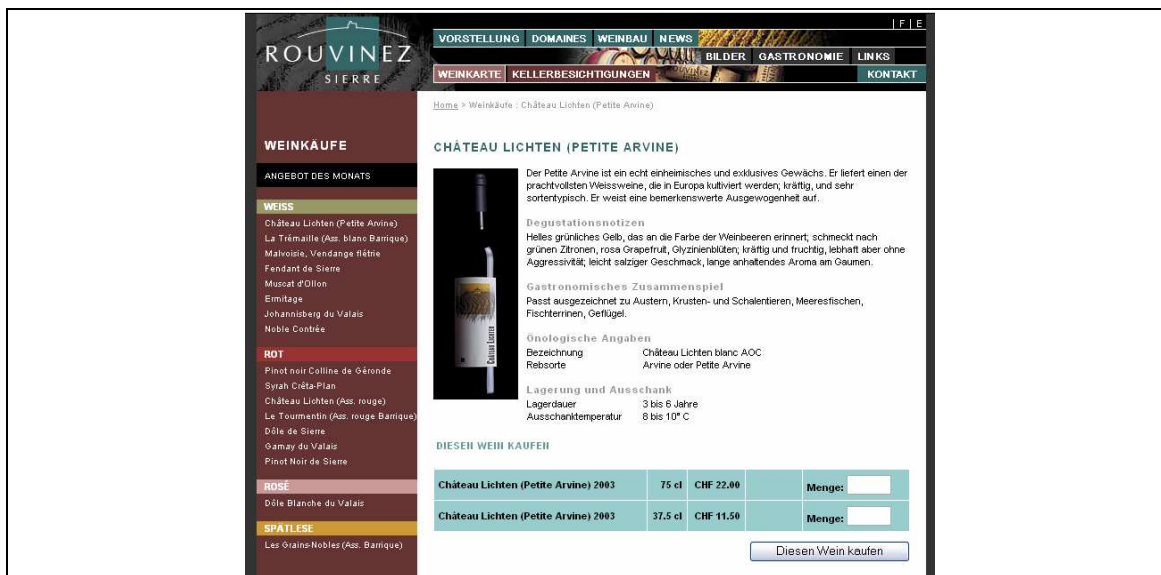 | F | E
ROUVINEZ
SIERRE
VORSTELLUNG DOMAINES WEINBAU NEWS
BILDER GASTRONOMIE LINKS
WEINKARTE KELLERBESICHTIGUNGEN
KONTAKT
Home > Weinkäufe : Château Lichten (Petite Arvine)
WEINKÄUFE
ANGEBOT DES MONATS
WEISS
Château Lichten (Petite Arvine)
La Trémaille (Ass. blanc Barrique)
Malvoisie, Vendange flétrie
Fendant de Sierre
Muscat d'Ollon
Ermitage
Johannisberg du Valais
Noble Contrée
ROT
Pinot noir Colline de Géronde
Syrah Crêta-Plan
Château Lichten (Ass. rouge)
Le Tourmentin (Ass. rouge Barrique)
Dôle de Sierre
Gamay du Valais
Pinot Noir de Sierre
ROSÉ
Dôle Blanche du Valais
SPÄTLESE
Les Grains-Nobles (Ass. Barrique)
CHÂTEAU LICHTEN (PETITE ARVINE)
Der Petite Arvine ist ein echt einheimisches und exklusives Gewächs. Er liefert einen der
prachtvollsten Weissweine, die in Europa kultiviert werden; kräftig, und sehr
sortentypisch. Er weist eine bemerkenswerte Ausgewogenheit auf.
Degustationsnotizen
Helles grünliches Gelb, das an die Farbe der Weinbeeren erinnert; schmeckt nach
grünen Zitronen, rosa Grapefruit, Glyzinienblüten; kräftig und fruchtig, lebhaft aber ohne
Aggressivität; leicht salziger Geschmack, lange anhaltendes Aroma am Gaumen.
Gastronomisches Zusammenspiel
Passt ausgezeichnet zu Austern, Krusten- und Schalentieren, Meeresfischen,
Fischterrinen, Geflügel.
Önologische Angaben
Bezeichnung Château Lichten blanc AOC
Rebsorte Arvine oder Petite Arvine
Lagerung und Ausschank
Lagerdauer 3 bis 6 Jahre
Ausschanktemperatur 8 bis 10° C
CHÂTEAU LICHTEN
DIESEN WEIN KAUFEN
Château Lichten (Petite Arvine) 2003 75 cl CHF 22.00 Menge:
Château Lichten (Petite Arvine) 2003 37.5 cl CHF 11.50 Menge:
Diesen Wein kaufen